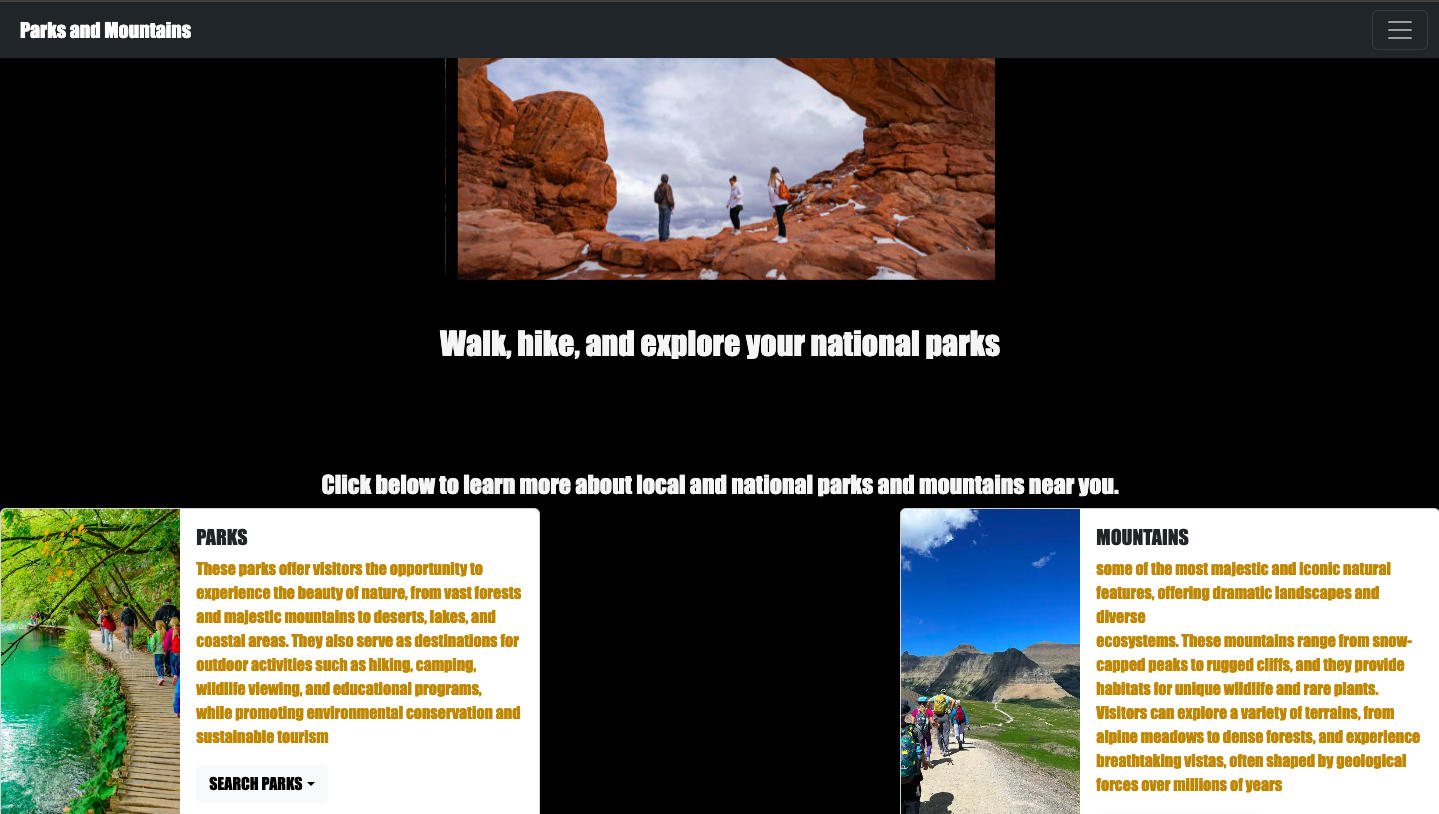 Parks and Mountains
Walk, hike, and explore your national parks
Click below to learn more about local and national parks and mountains near you.
PARKS
These parks offer visitors the opportunity to
experience the beauty of nature, from vast forests
and majestic mountains to deserts, lakes, and
coastal areas. They also serve as destinations for
outdoor activities such as hiking, camping,
wildlife viewing, and educational programs,
while promoting environmental conservation and
sustainable tourism
SEARCH PARKS
MOUNTAINS
some of the most majestic and iconic natural
features, offering dramatic landscapes and
diverse
ecosystems. These mountains range from snow-
capped peaks to rugged cliffs, and they provide
habitats for unique wildlife and rare plants.
Visitors can explore a variety of terrains, from
alpine meadows to dense forests, and experience
breathtaking vistas, often shaped by geological
forces over millions of years